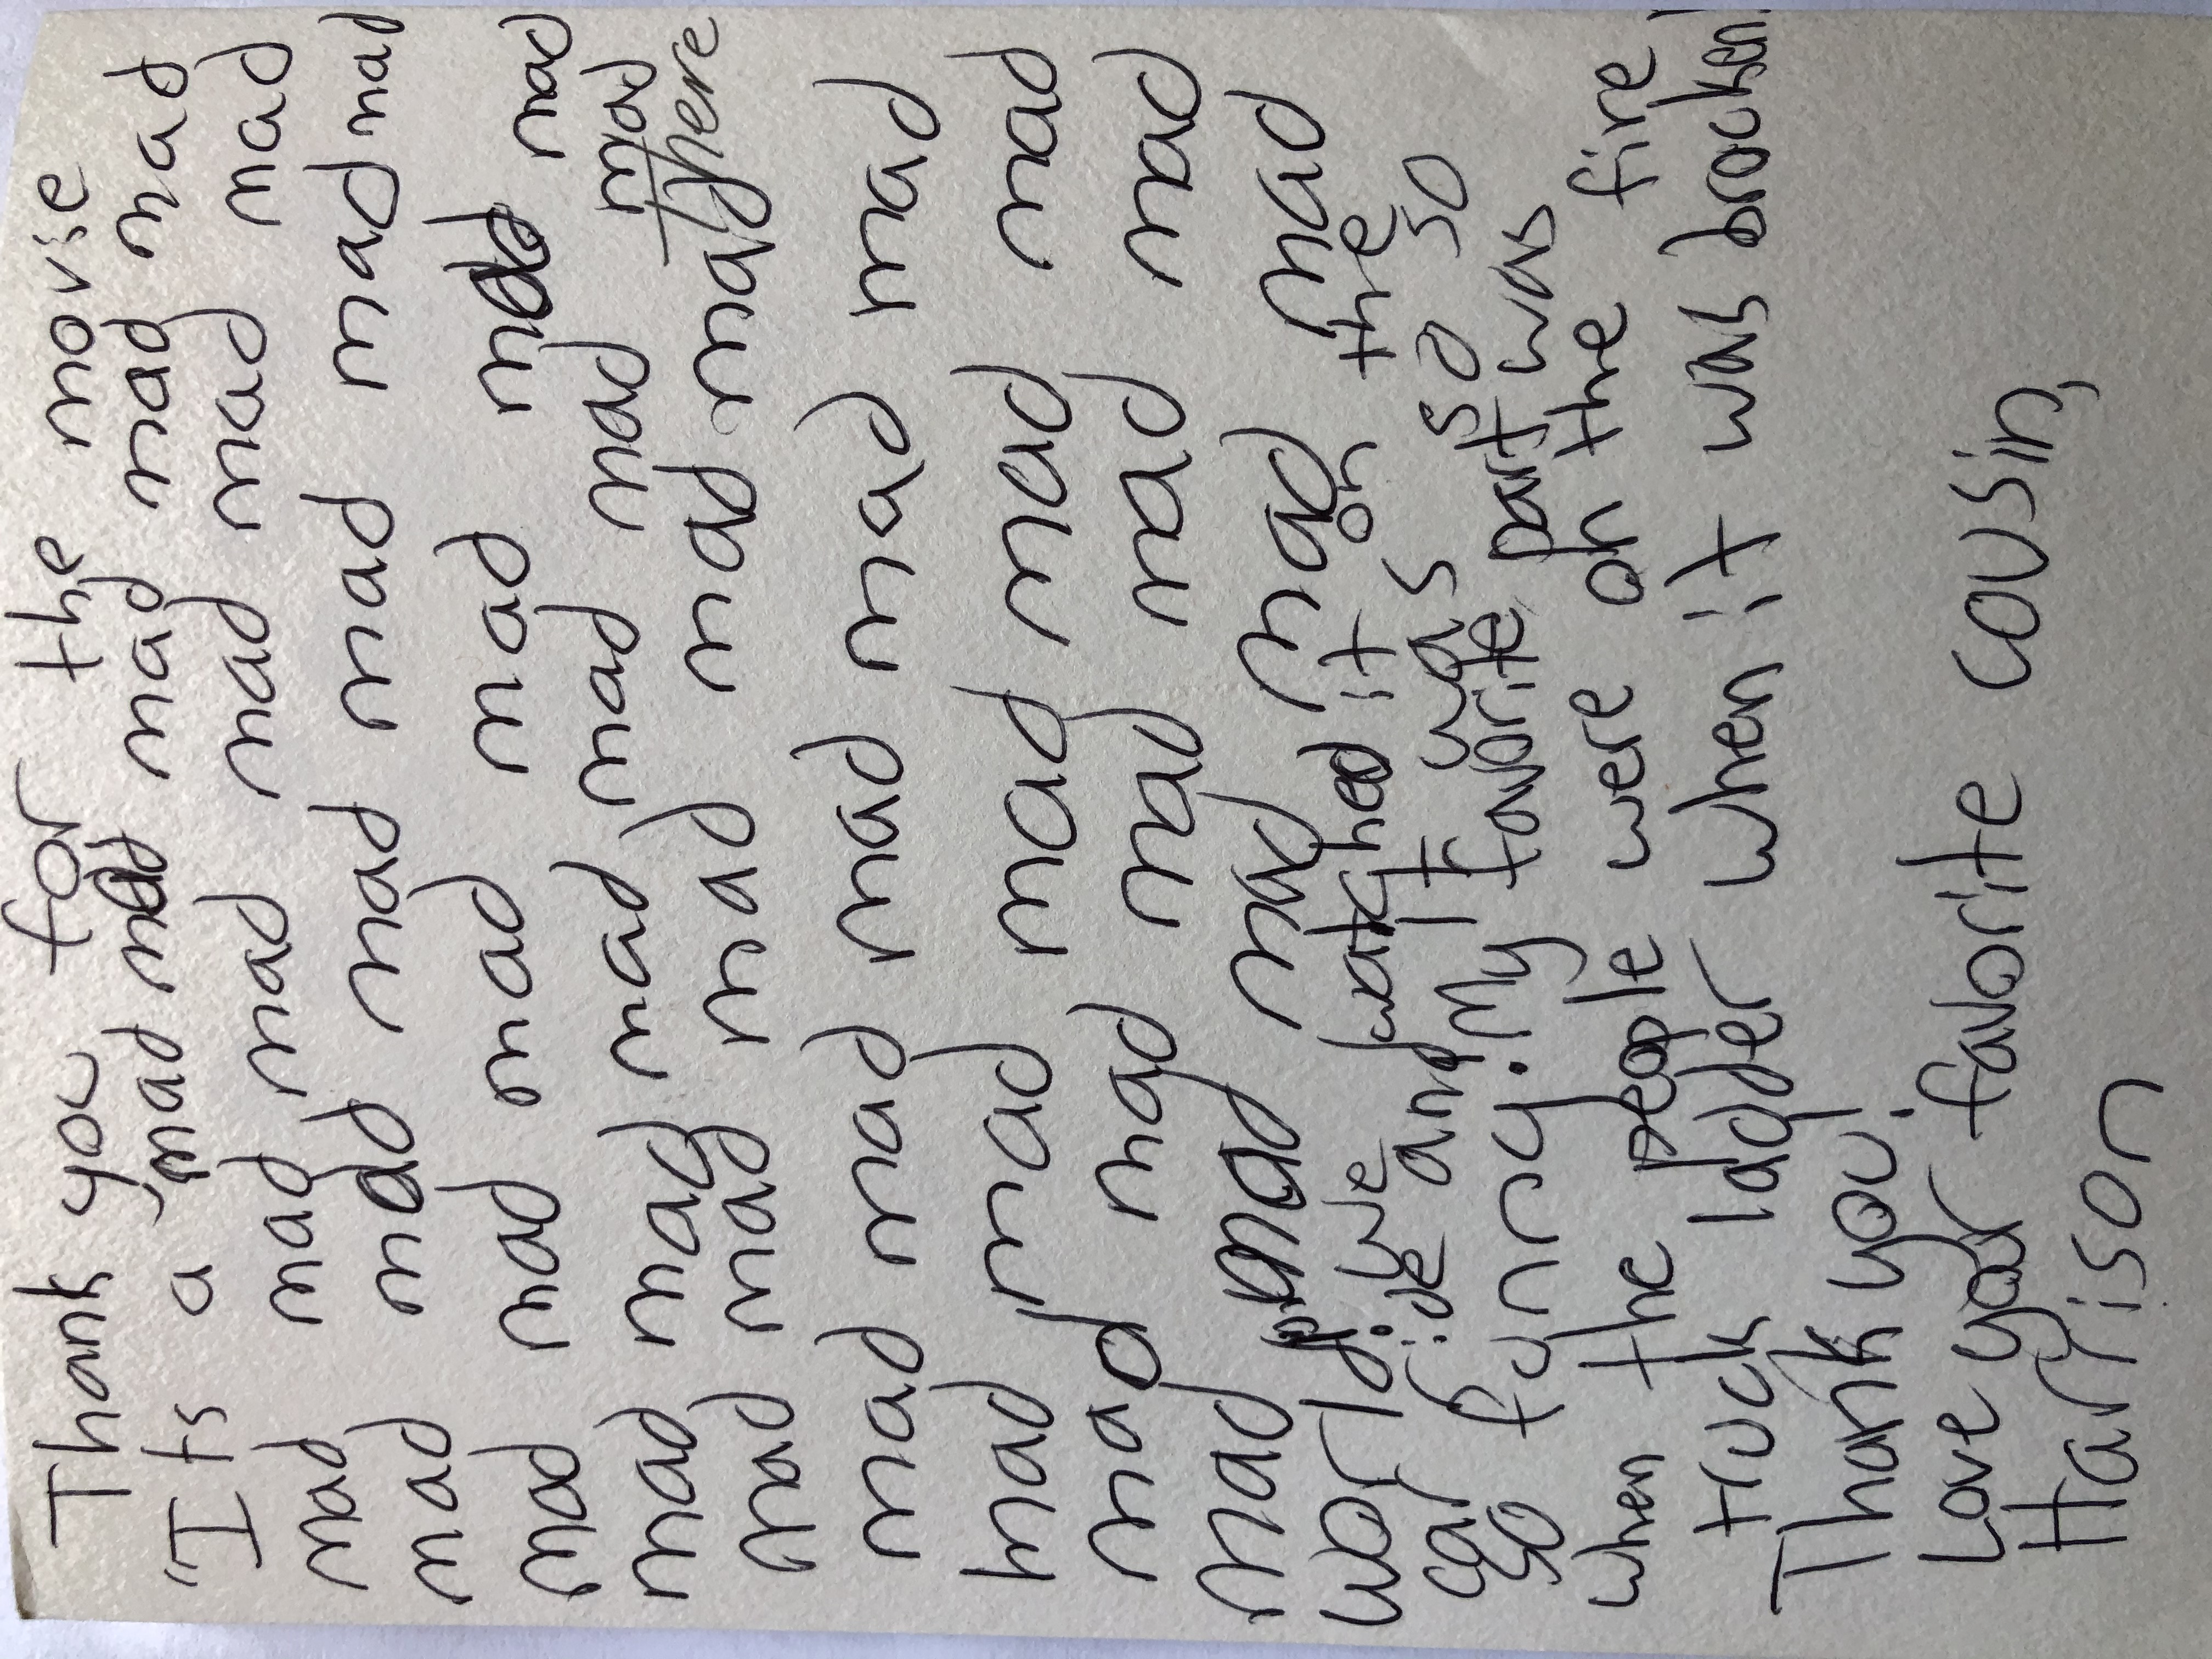 Thank you for the movie
"Its a mad mad mad mad mad
mad mad mad mad mad mad
mad mad mad mad mad mad
mad mad mad mad mad mad
mad mad mad mad mad mad
mad mad mad mad mad There
mad mad mad mad mad
mad mad mad mad mad
mad mad mad mad mad
mad mad mad mad mad
world! We watched it on the
car ride and it was so so
so funny! My favorite part was
when the people were on the fire
truck ladder when it was brocken!
Thank you!
Love your favorite cousin,
Harrison